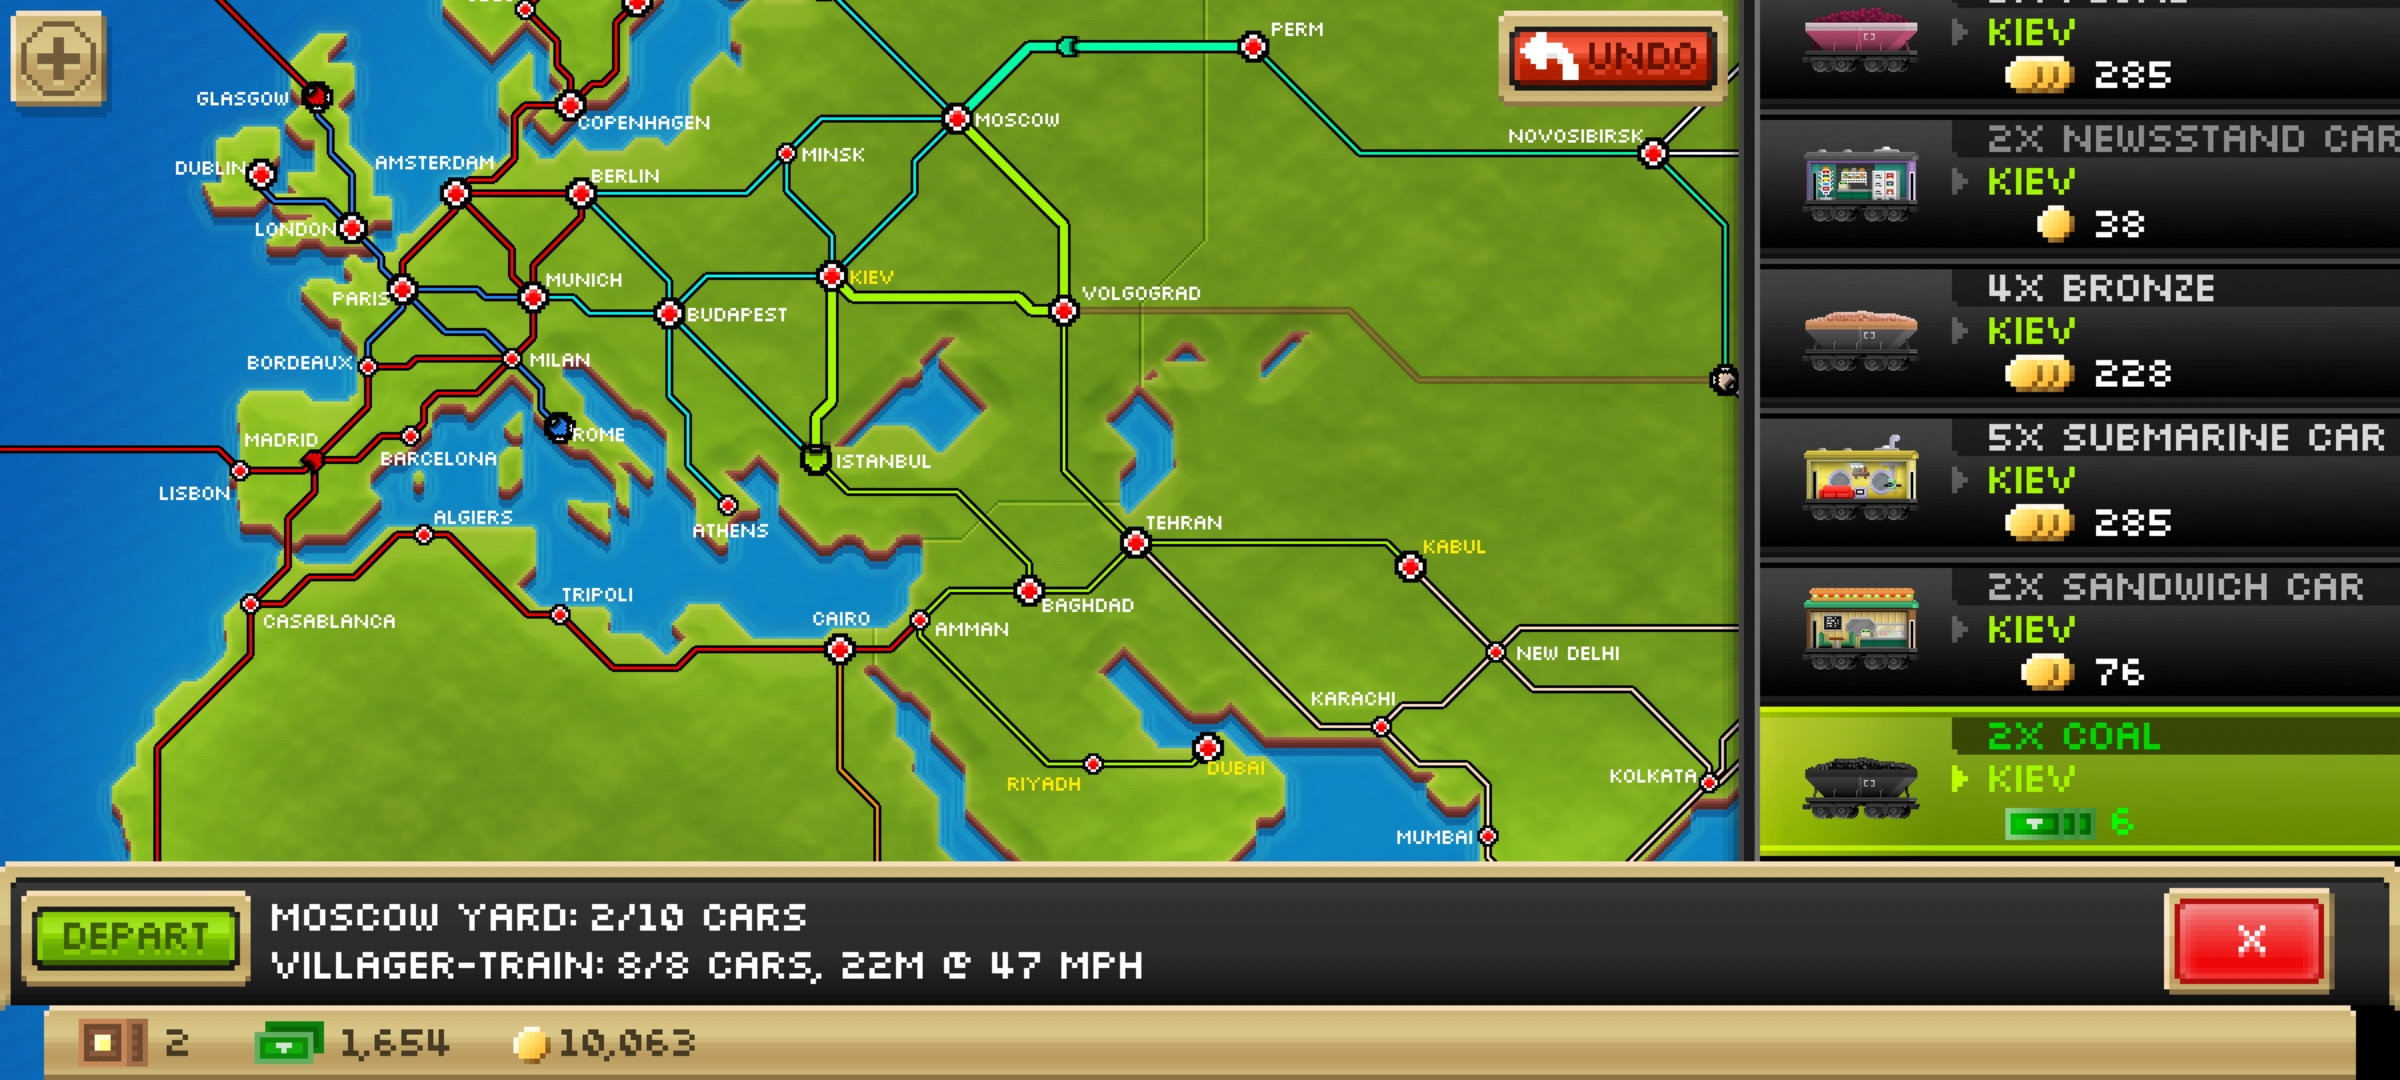 PERM
UNDO
GLASGOW
COPENHAGEN
MOSCOW
NOVOSIBIRSK
DUBLIN
AMSTERDAM
BERLIN
MINSK
LONDON
PARIS
MUNICH
KIEV
VOLGOGRAD
BUDAPEST
BORDEAUX
MILAN
MADRID
BARCELONA
ROME
ISTANBUL
LISBON
ALGIERS
ATHENS
TEHRAN
KABUL
CASABLANCA
TRIPOLI
CAIRO
AMMAN
BAGHDAD
NEW DELHI
KARACHI
RIYADH
DUBAI
KOLKATA
MUMBAI
KIEV
285
2X NEWSSTAND CAR
KIEV
38
4X BRONZE
KIEV
228
5X SUBMARINE CAR
KIEV
285
2X SANDWICH CAR
KIEV
76
2X COAL
KIEV
6
DEPART
MOSCOW YARD: 2/10 CARS
VILLAGER-TRAIN: 8/8 CARS, 22M @ 47 MPH
X
2
1,654
10,063